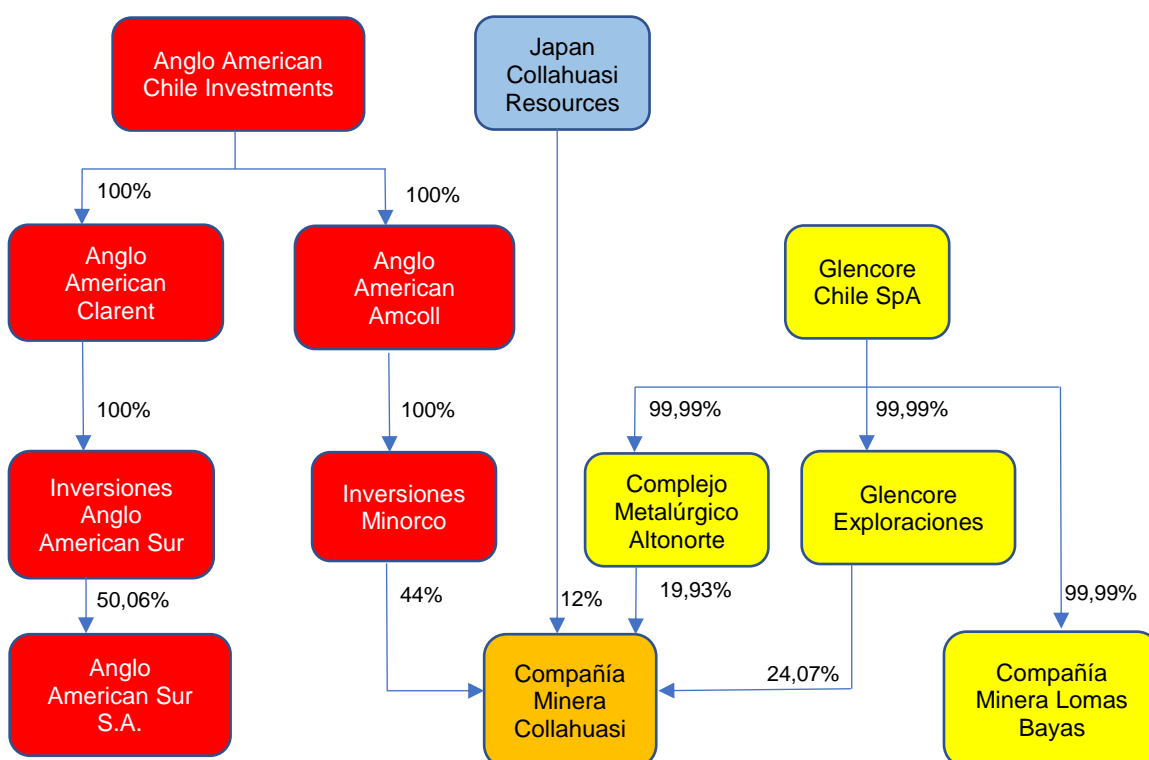 Anglo American
Chile Investments
Japan
Collahuasi
Resources
100%
100%
Anglo
American
Clarent
Anglo
American
Amcoll
Glencore
Chile SpA
100%
100%
99,99%
99,99%
Inversiones
Anglo
American Sur
Inversiones
Minorco
Complejo
Metalúrgico
Altonorte
Glencore
Exploraciones
50,06%
44%
12%
19,93%
99,99%
Anglo
American Sur
S.A.
Compañía
Minera
Collahuasi
24,07%
Compañía
Minera Lomas
Bayas